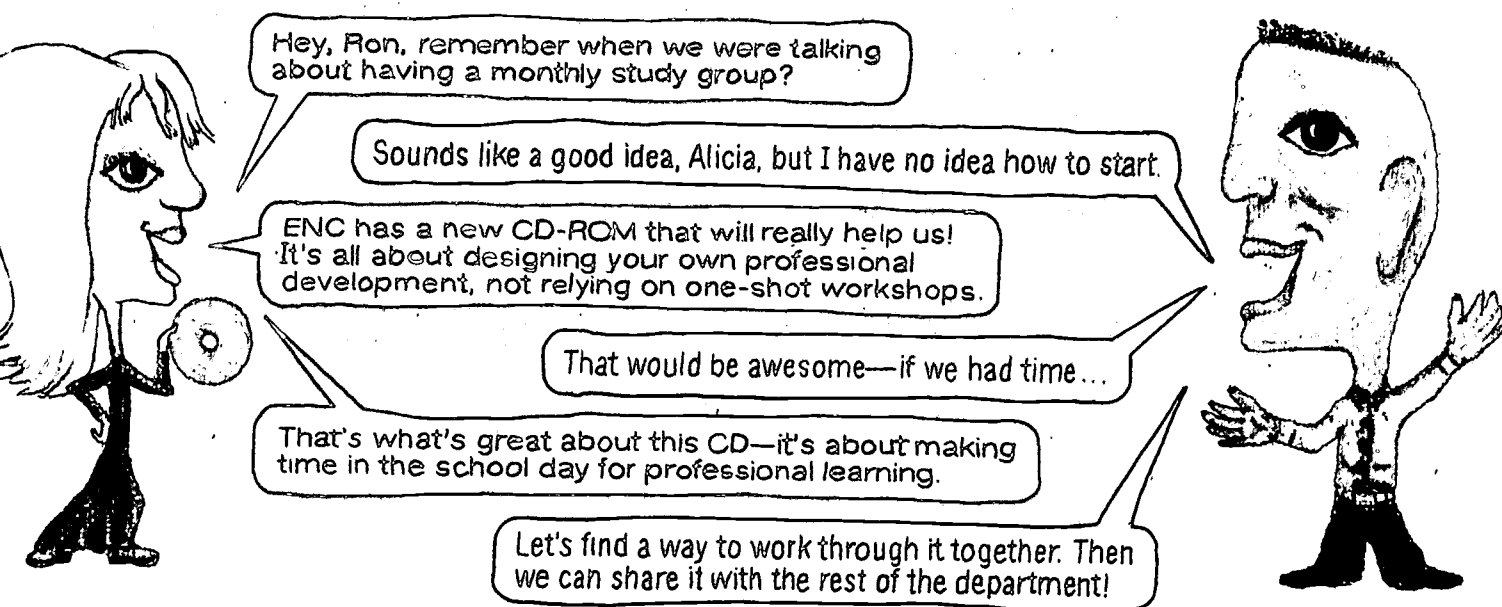 Hey, Ron, remember when we were talking
about having a monthly study group?
Sounds like a good idea, Alicia, but I have no idea how to start.
ENC has a new CD-ROM that will really help us!
It's all about designing your own professional
development, not relying on one-shot workshops.
That would be awesome—if we had time...
That's what's great about this CD—it's about making
time in the school day for professional learning.
Let's find a way to work through it together. Then
we can share it with the rest of the department!